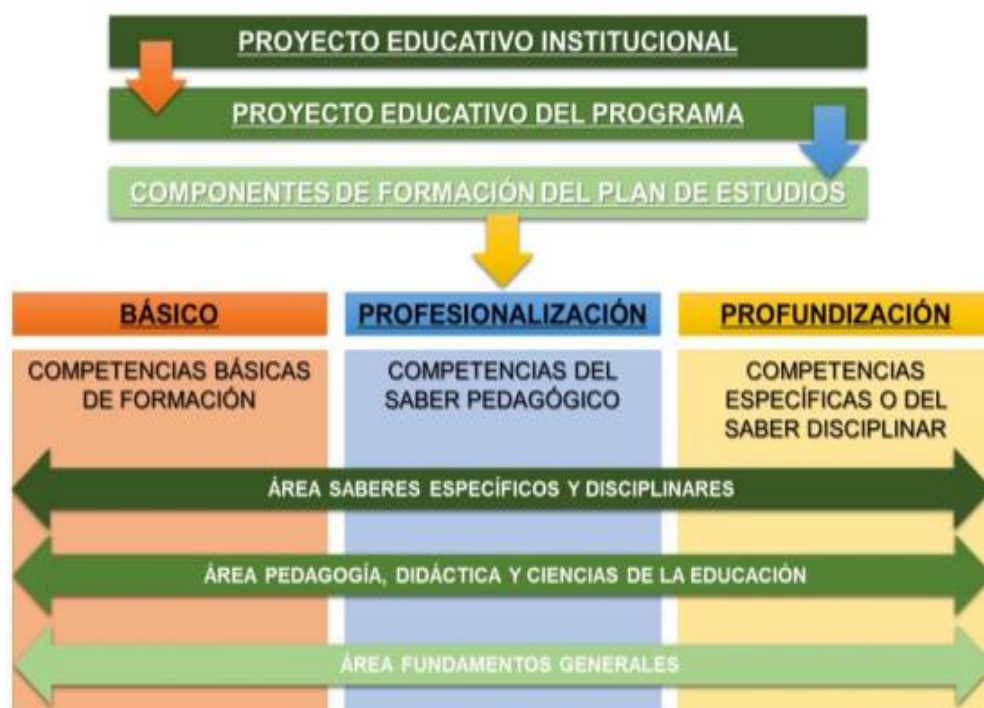 PROYECTO EDUCATIVO INSTITUCIONAL
PROYECTO EDUCATIVO DEL PROGRAMA
COMPONENTES DE FORMACIÓN DEL PLAN DE ESTUDIOS
BÁSICO
COMPETENCIAS BÁSICAS
DE FORMACIÓN
PROFESIONALIZACIÓN
COMPETENCIAS DEL
SABER PEDAGÓGICO
PROFUNDIZACIÓN
COMPETENCIAS
ESPECÍFICAS O DEL
SABER DISCIPLINAR
ÁREA SABERES ESPECÍFICOS Y DISCIPLINARES
ÁREA PEDAGOGÍA, DIDÁCTICA Y CIENCIAS DE LA EDUCACIÓN
ÁREA FUNDAMENTOS GENERALES